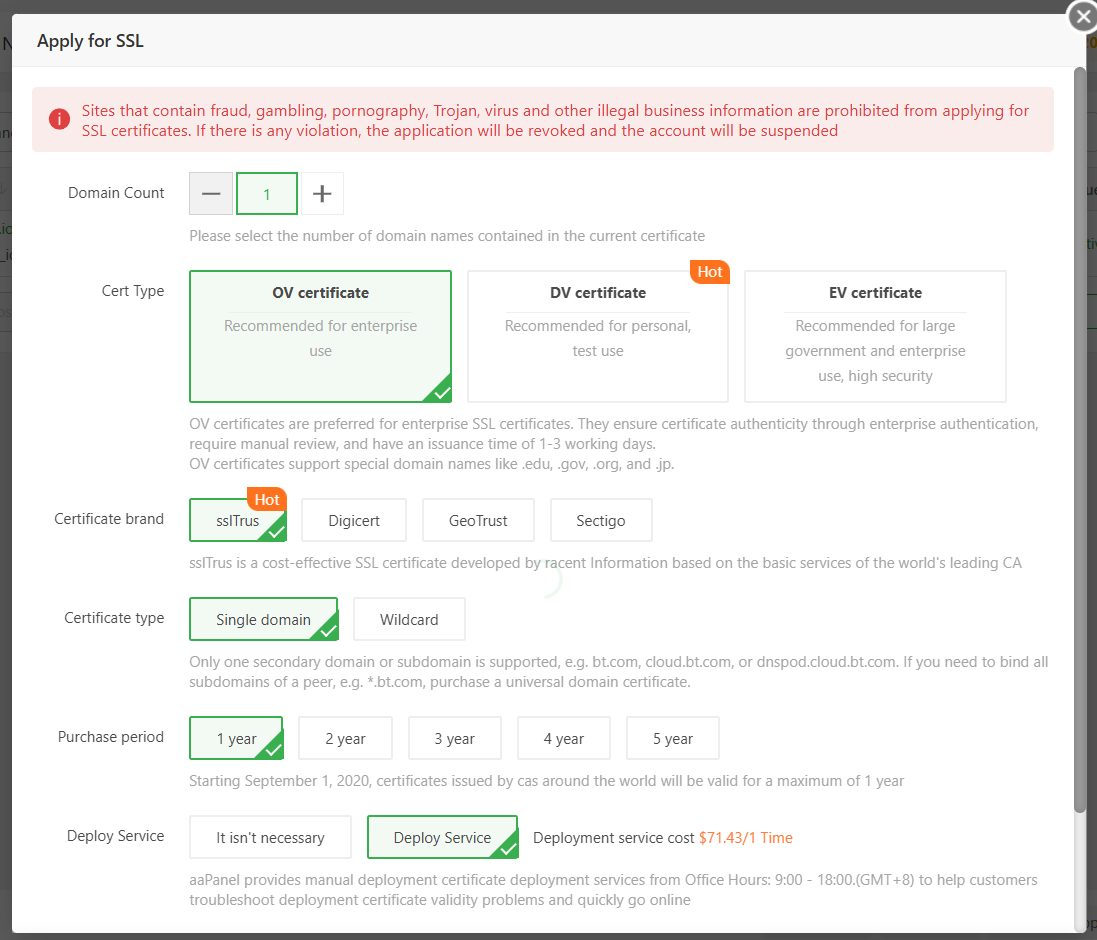 Apply for SSL
Sites that contain fraud, gambling, pornography, Trojan, virus and other illegal business information are prohibited from applying for
SSL certificates. If there is any violation, the application will be revoked and the account will be suspended
Domain Count
1
Please select the number of domain names contained in the current certificate
Cert Type
OV certificate
Recommended for enterprise
use
Hot
DV certificate
Recommended for personal,
test use
EV certificate
Recommended for large
government and enterprise
use, high security
OV certificates are preferred for enterprise SSL certificates. They ensure certificate authenticity through enterprise authentication,
require manual review, and have an issuance time of 1-3 working days.
OV certificates support special domain names like .edu, .gov, .org, and .jp.
Certificate brand
Hot
sslTrus
Digicert
GeoTrust
Sectigo
sslTrus is a cost-effective SSL certificate developed by racent Information based on the basic services of the world's leading CA
Certificate type
Single domain
Wildcard
Only one secondary domain or subdomain is supported, e.g. bt.com, cloud.bt.com, or dnspod.cloud.bt.com. If you need to bind all
subdomains of a peer, e.g. *.bt.com, purchase a universal domain certificate.
Purchase period
1 year
2 year
3 year
4 year
5 year
Starting September 1, 2020, certificates issued by cas around the world will be valid for a maximum of 1 year
Deploy Service
It isn't necessary
Deploy Service
Deployment service cost $71.43/1 Time
aaPanel provides manual deployment certificate deployment services from Office Hours: 9:00 - 18:00.(GMT+8) to help customers
troubleshoot deployment certificate validity problems and quickly go online